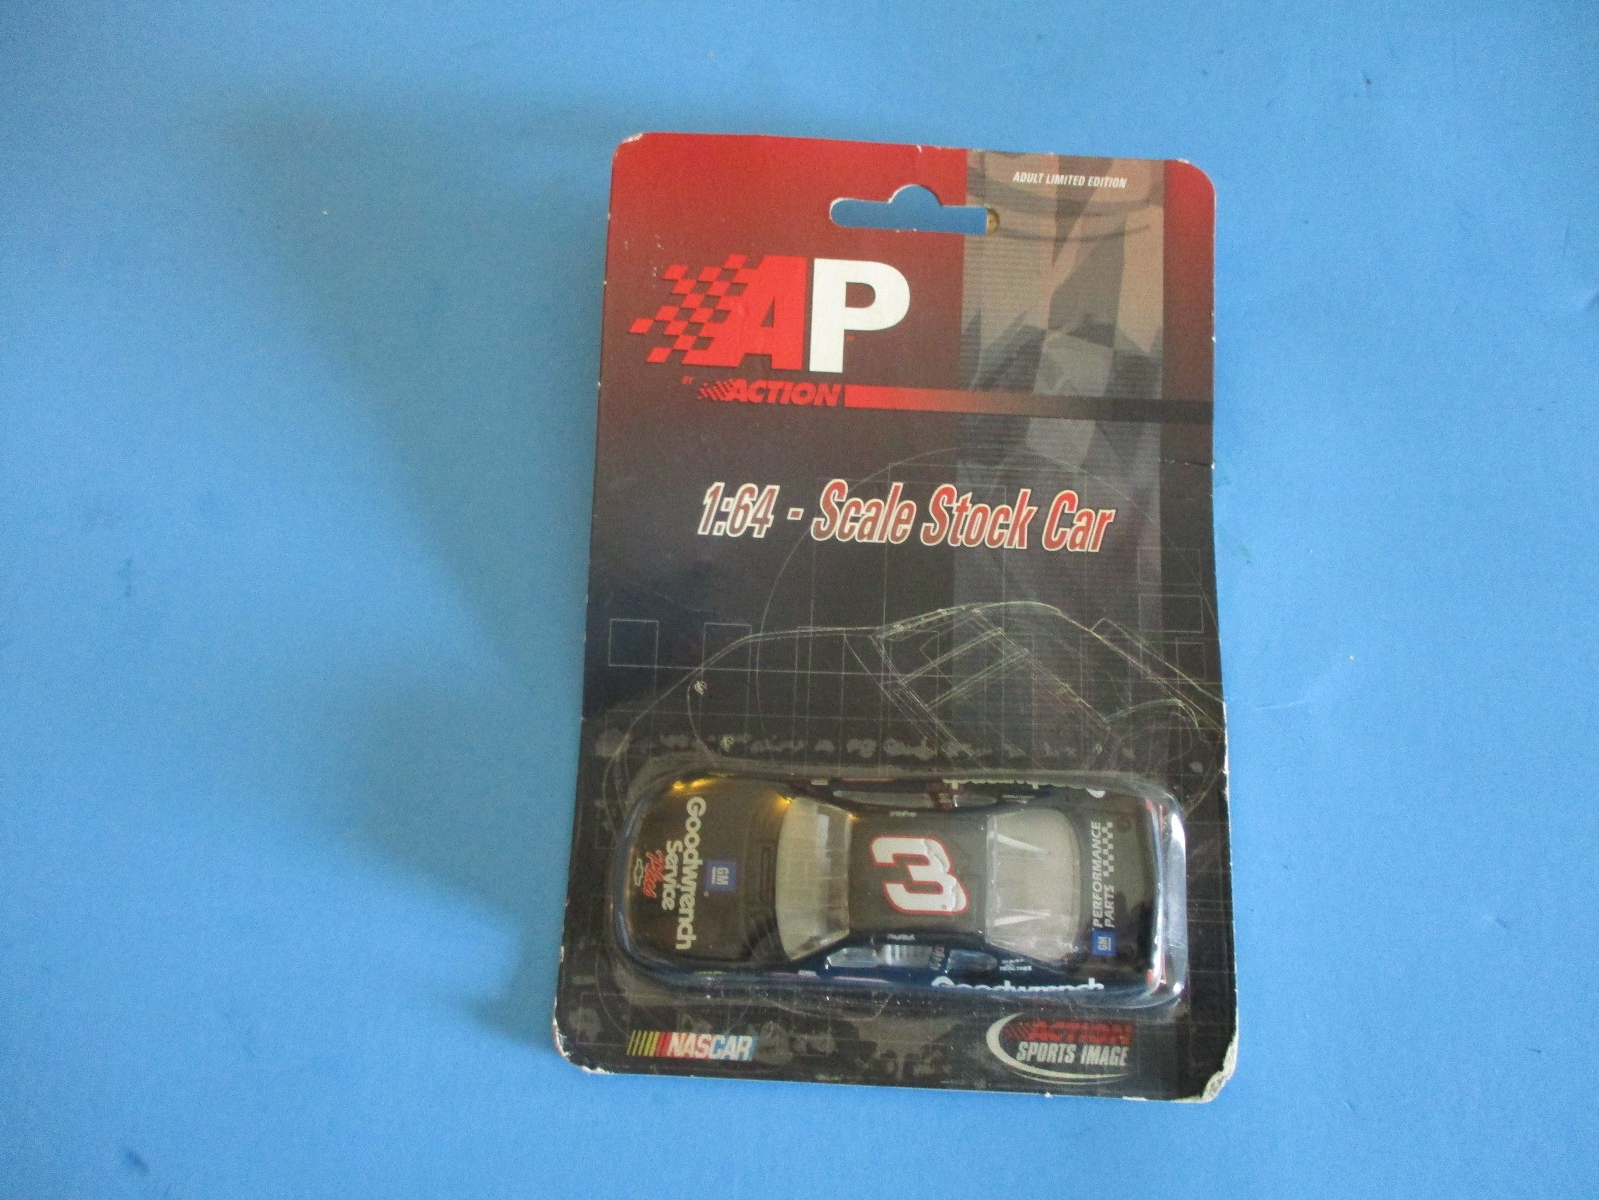 ADULT LIMITED EDITION
AP
BY ACTION
1:64 - Scale Stock Car
Goodwrench
Service
Plus
GM
3
PERFORMANCE
PARTS
GM
Goodwrench
NASCAR
ACTION
SPORTS IMAGE